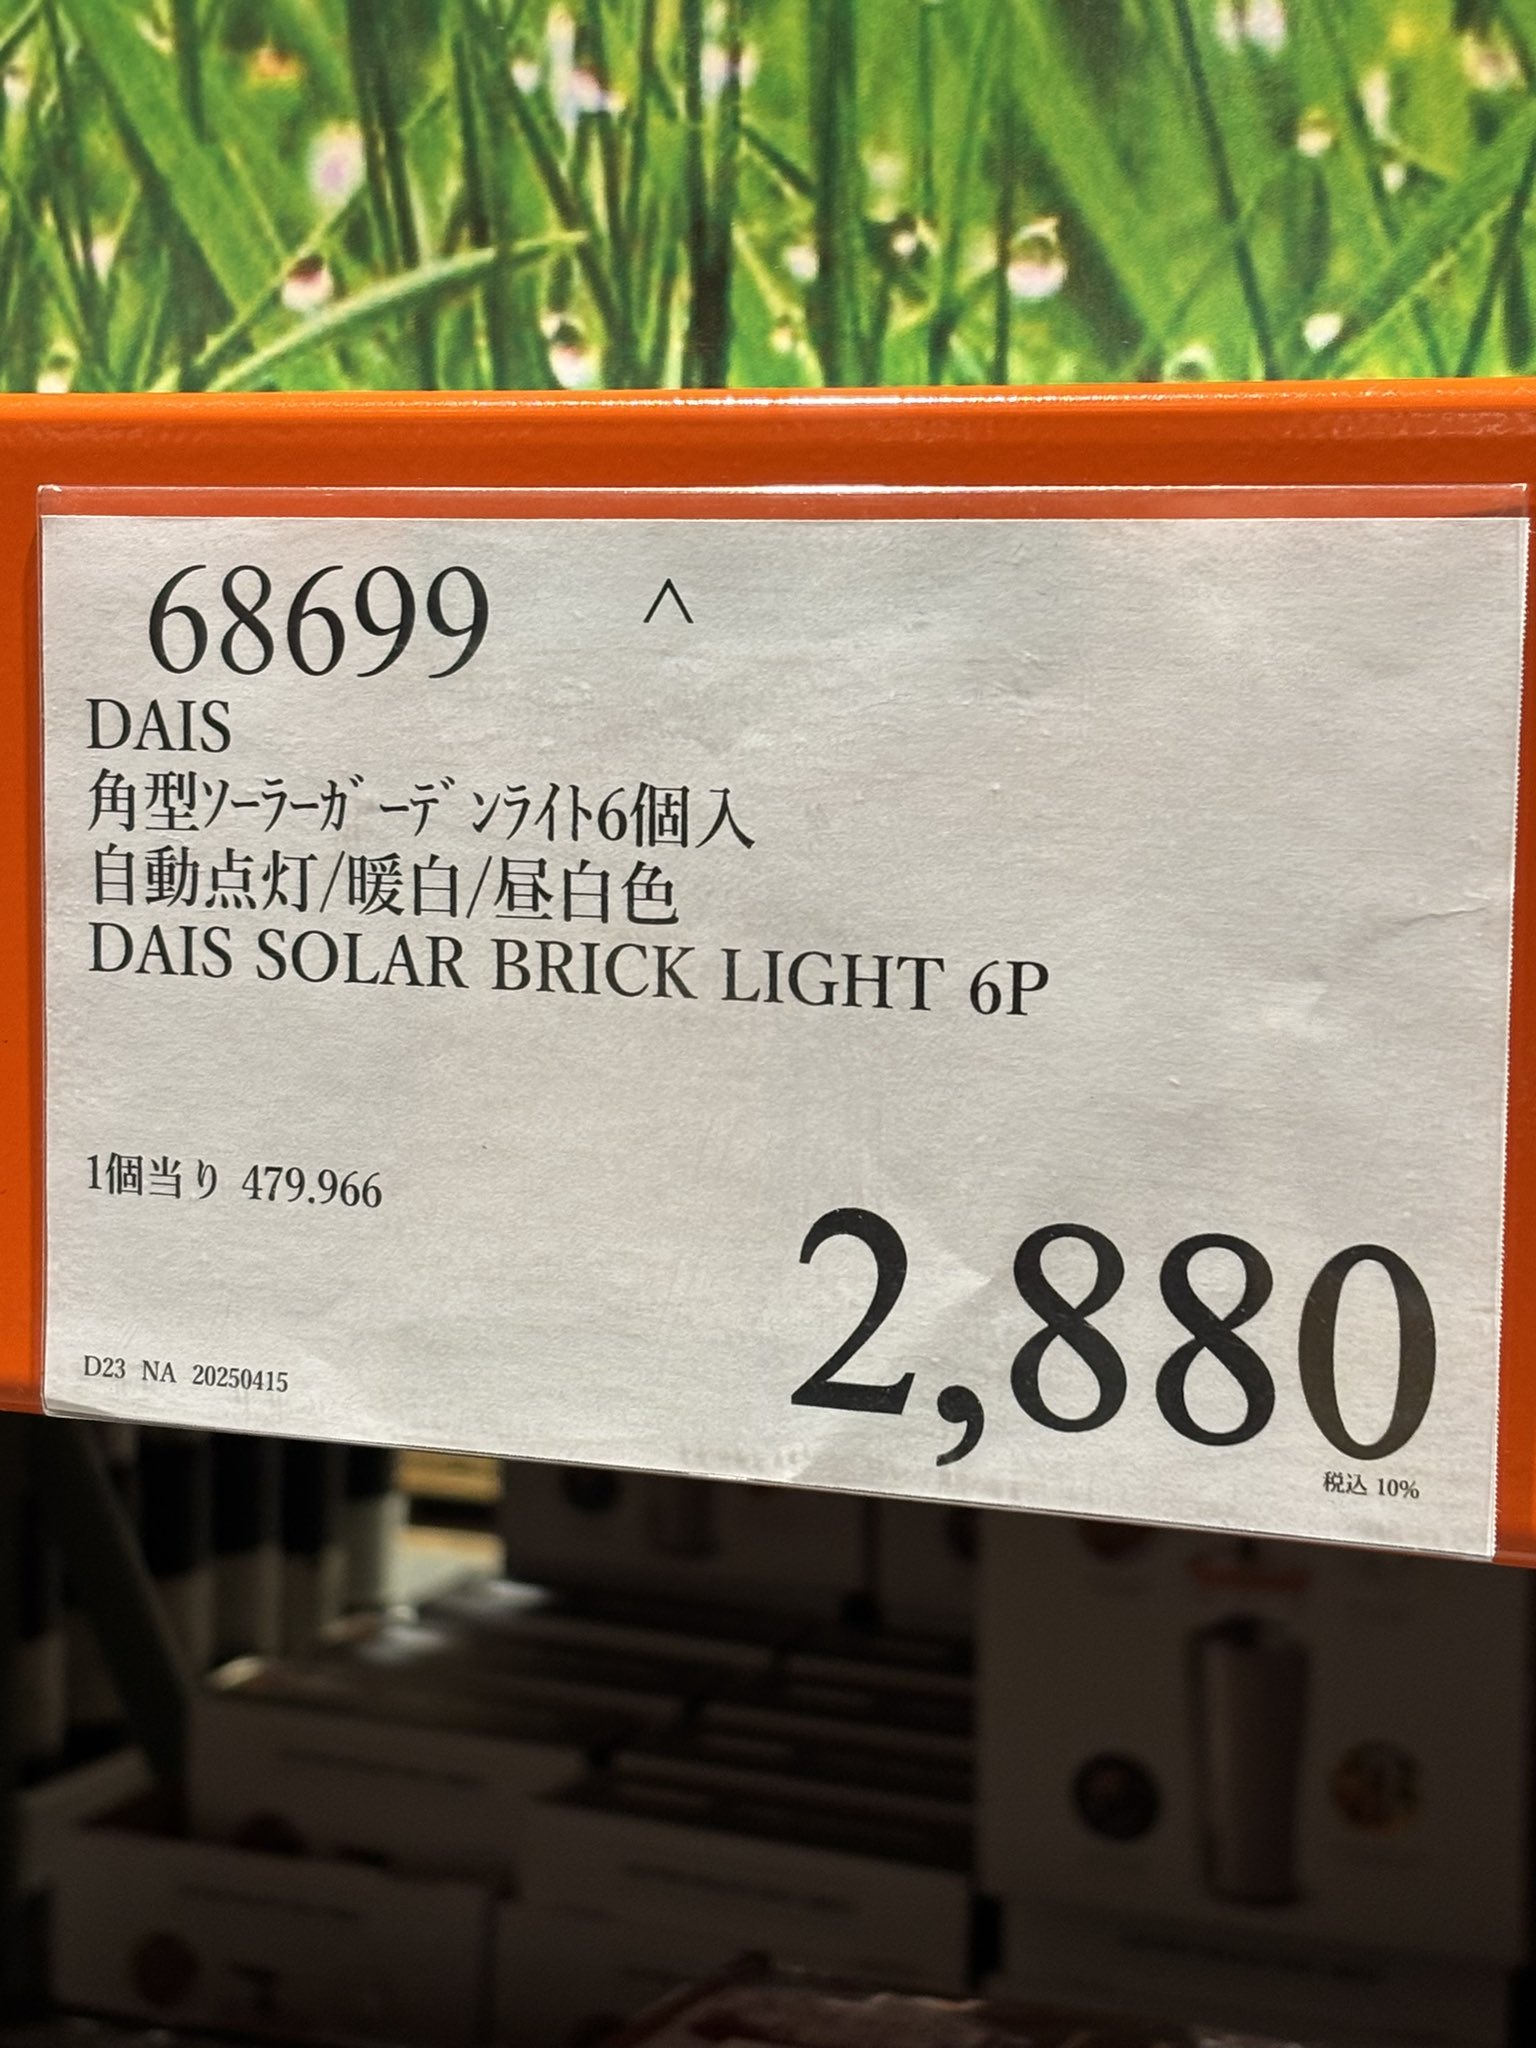 68699 ^
DAIS
角型ｿｰﾗｰｶﾞｰﾃﾞﾝﾗｲﾄ6個入
自動点灯/暖白/昼白色
DAIS SOLAR BRICK LIGHT 6P
1個当り 479.966
2,880
税込 10%
D23 NA 20250415